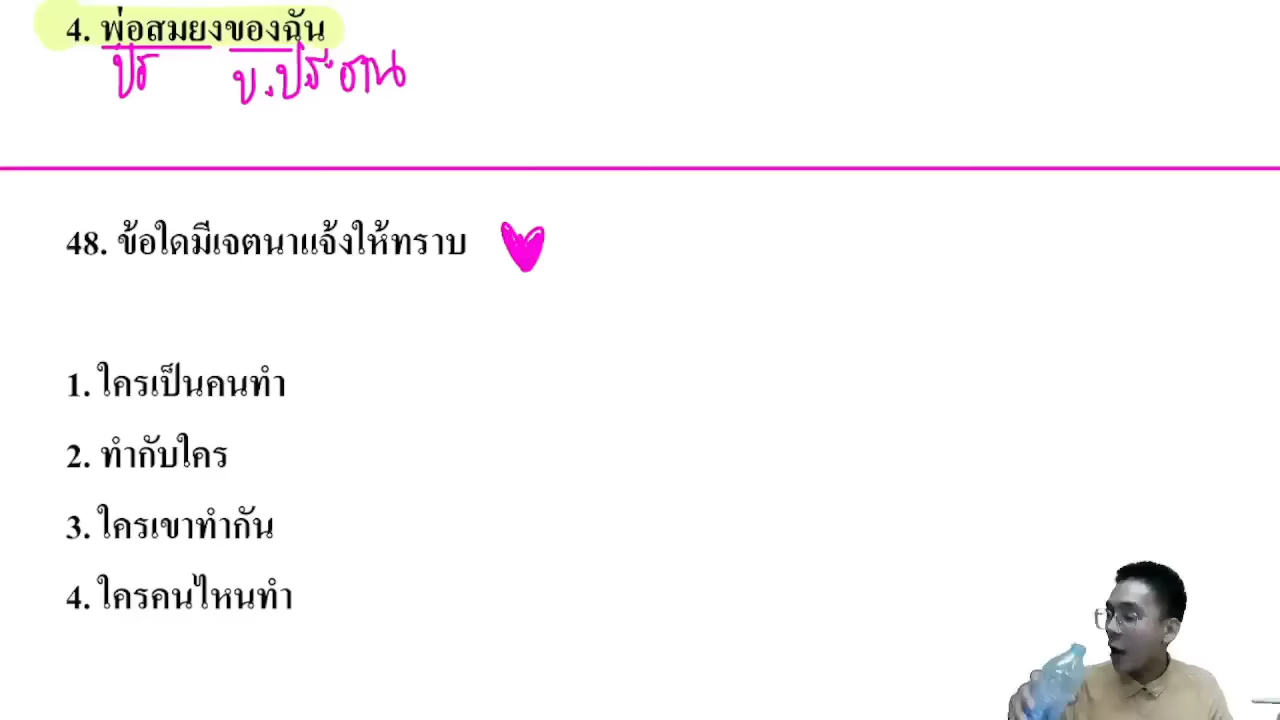 4. พ่อสมยงของฉัน
ข.ประธาน
48. ข้อใดมีเจตนาแจ้งให้ทราบ
1. ใครเป็นคนทำ
2. ทำกับใคร
3. ใครเขาทำกัน
4. ใครคนไหนทำ